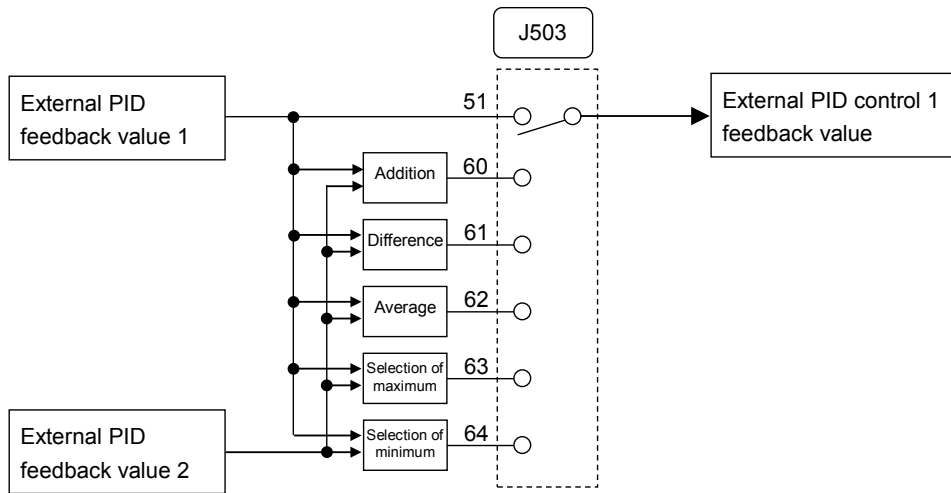 J503
External PID
feedback value 1
51
External PID control 1
feedback value
Addition
60
Difference
61
Average
62
Selection of
maximum
63
External PID
feedback value 2
Selection of
minimum
64